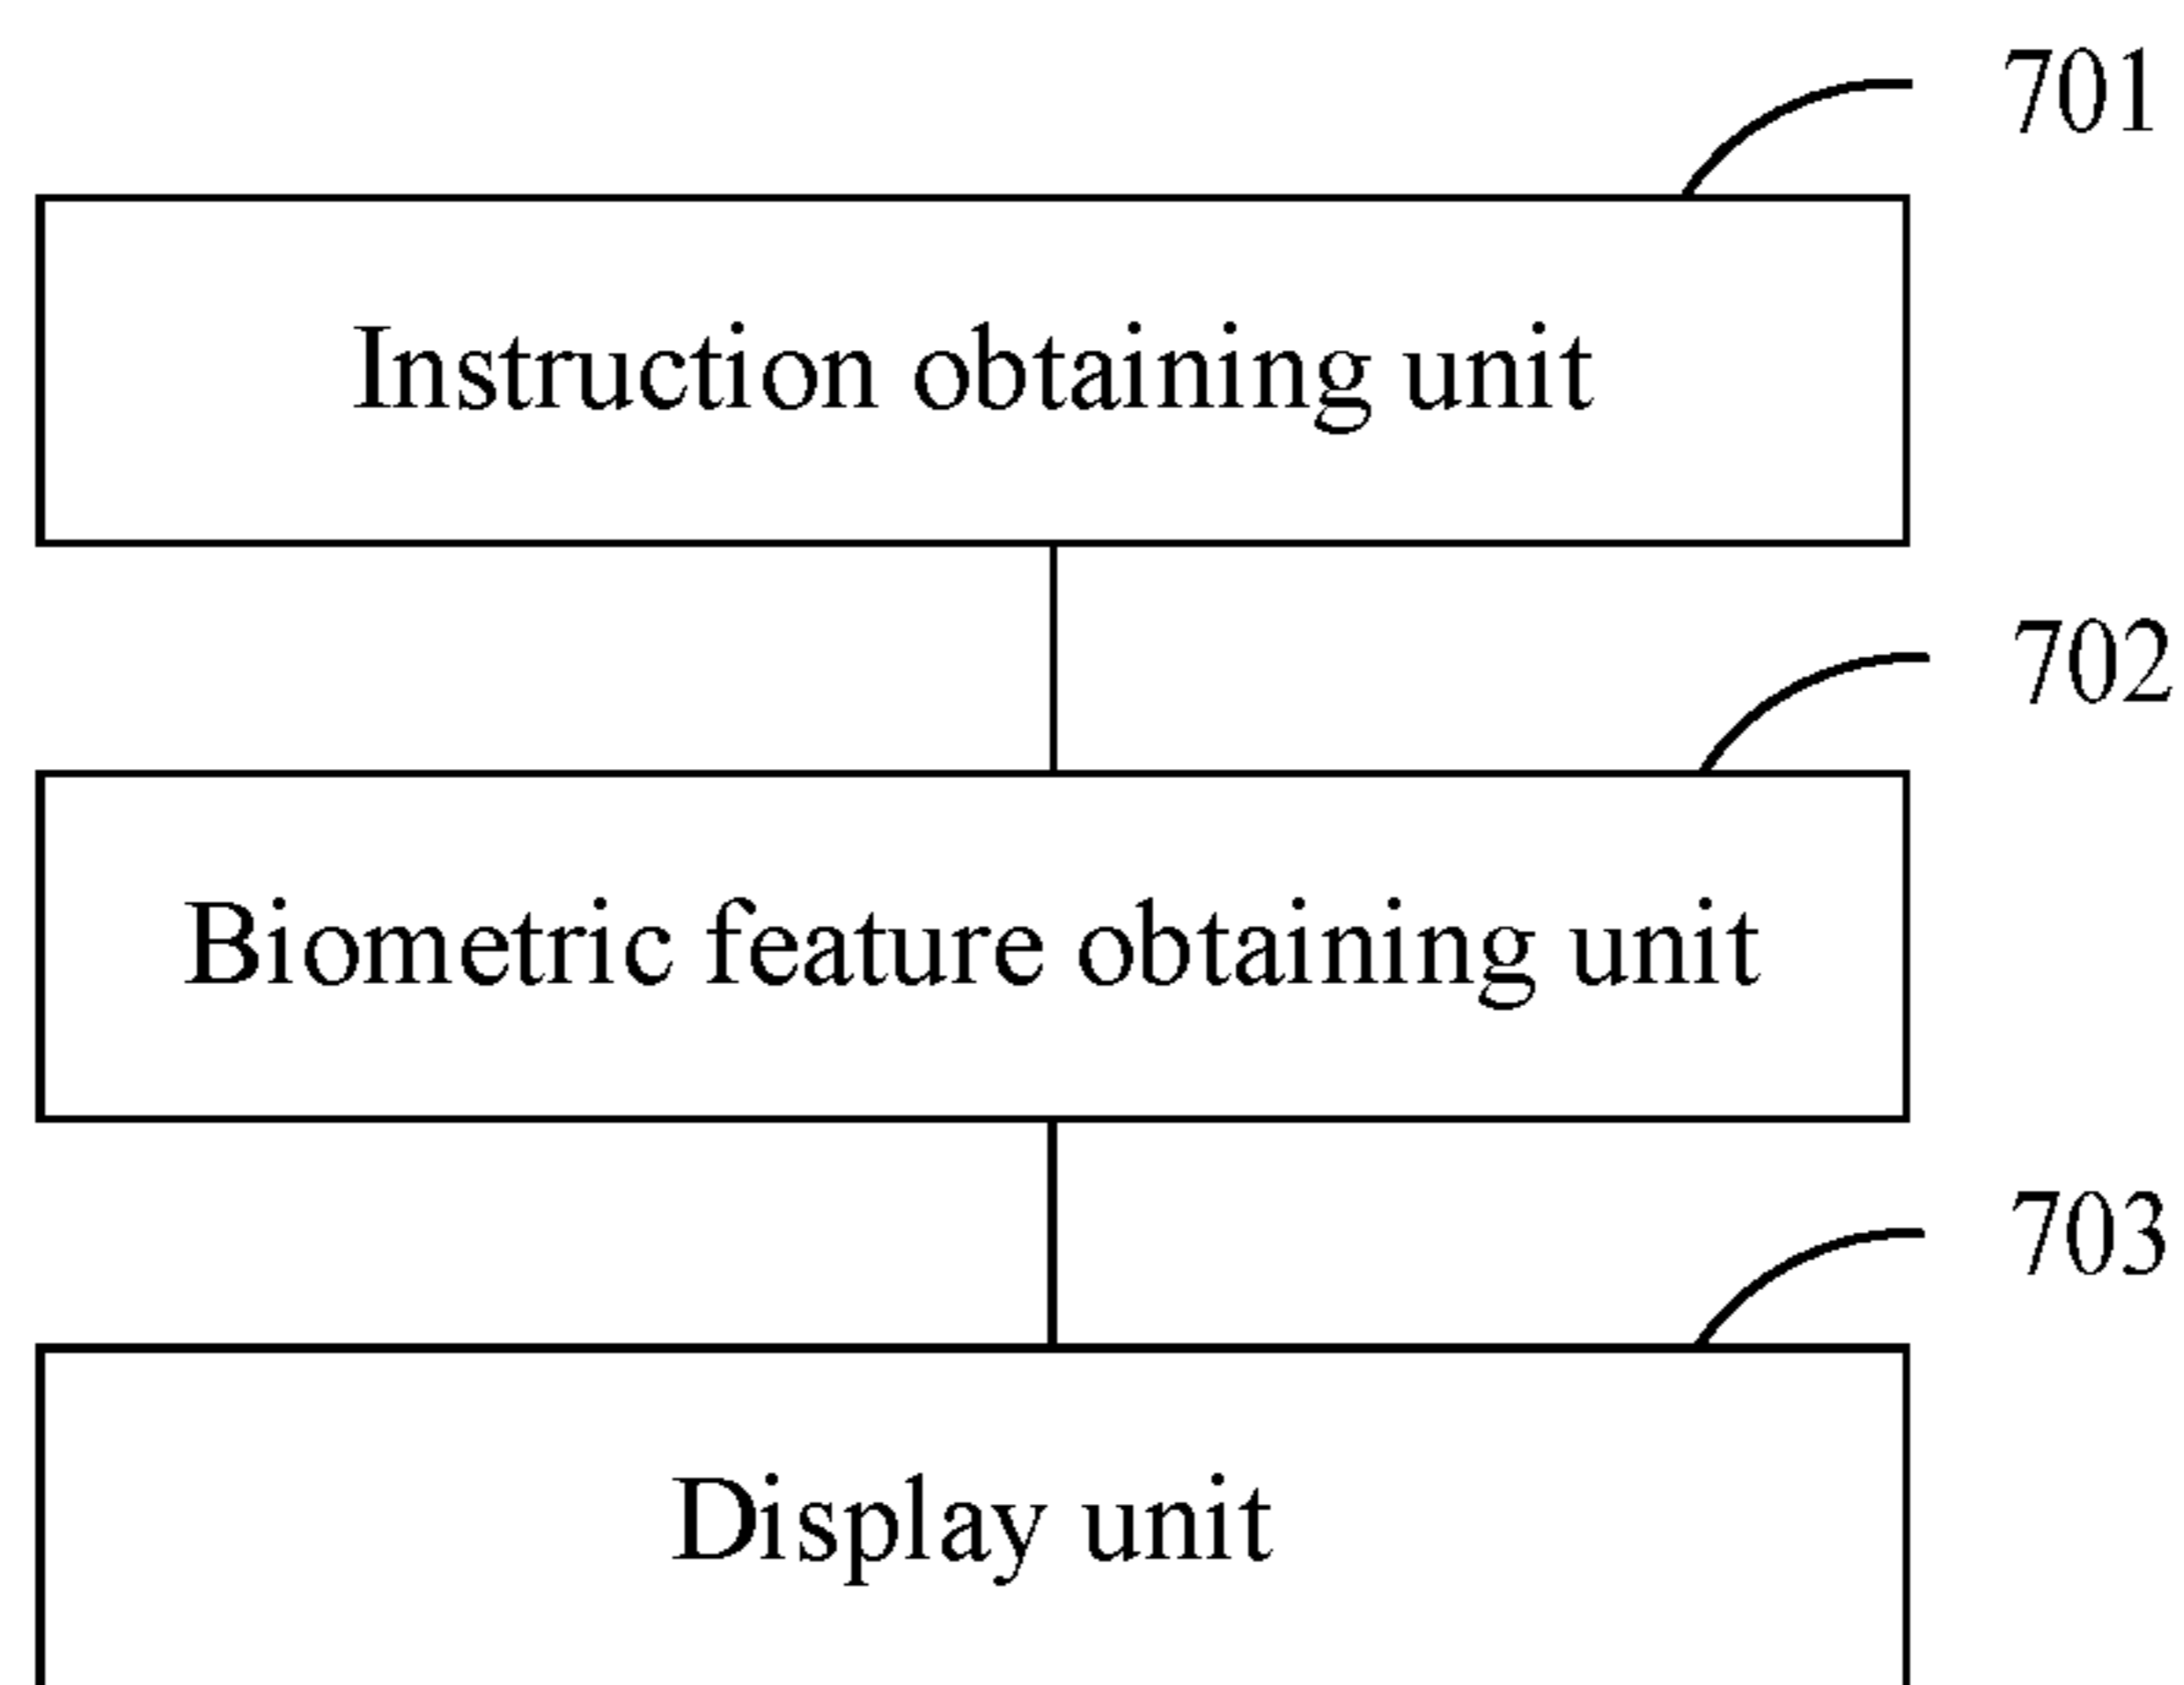 701
Instruction obtaining unit
702
Biometric feature obtaining unit
703
Display unit